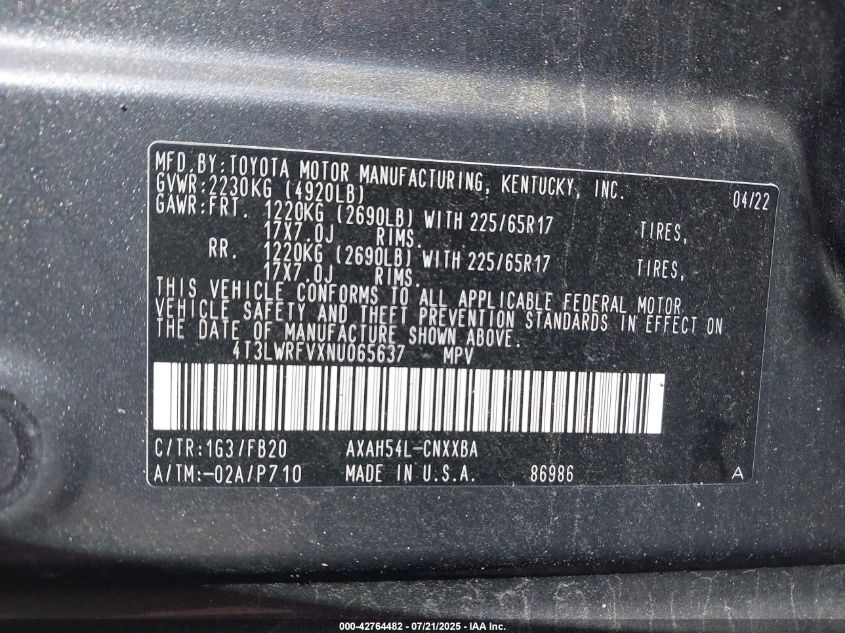 MFD.BY:TOYOTA MOTOR MANUFACTURING, KENTUCKY, INC. 04/22
GVWR:2230KG (4920LB)
GAWR:FRT. 1220KG (2690LB) WITH 225/65R17 TIRES,
17X7.0J RIMS.
RR. 1220KG (2690LB) WITH 225/65R17 TIRES,
17X7.0J RIMS.
THIS VEHICLE CONFORMS TO ALL APPLICABLE FEDERAL MOTOR
VEHICLE SAFETY AND THEFT PREVENTION STANDARDS IN EFFECT ON
THE DATE OF MANUFACTURE SHOWN ABOVE.
4T3LWRFVXNU065637 MPV
C/TR:1G3/FB20 AXAH54L-CNXXBA
A/TM:-02A/P710 MADE IN U.S.A. 86986 A
000-42764482 - 07/21/2025 - IAA Inc.